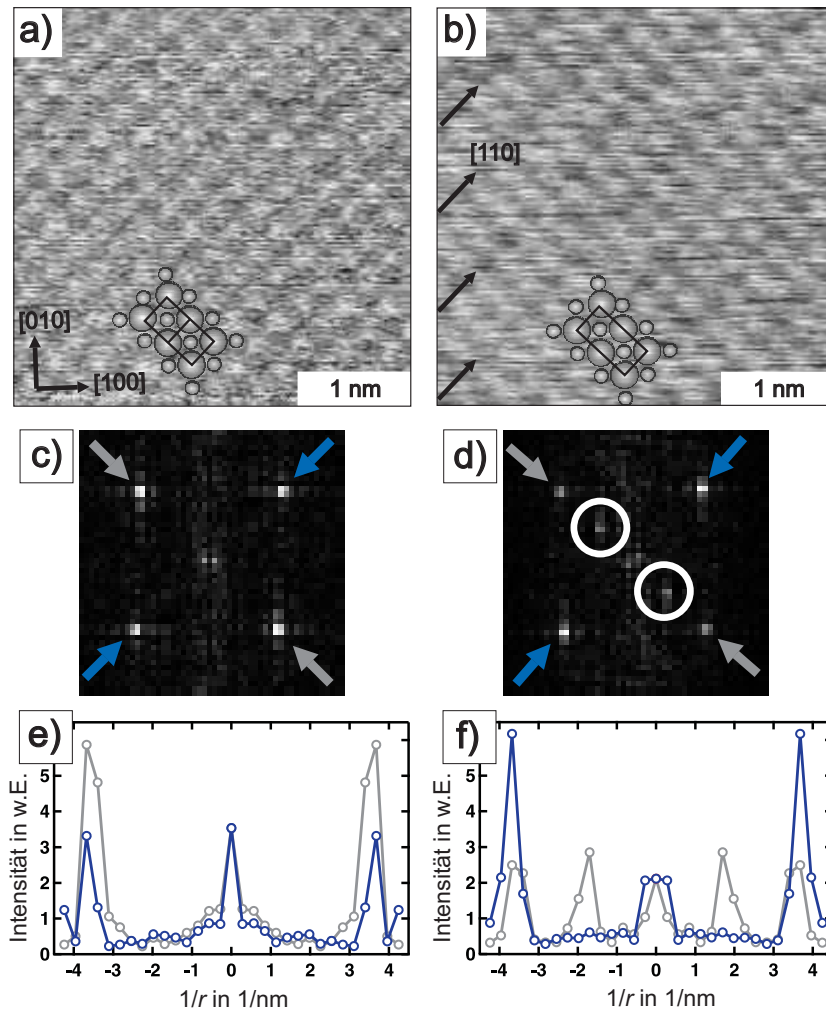 a)
[010]
[100]
1 nm
b)
[110]
1 nm
c)
d)
e)
Intensität in w.E.
5
4
3
2
1
0
-4 -3 -2 -1 0 1 2 3 4
1/r in 1/nm
f)
Intensität in w.E.
5
4
3
2
1
0
-4 -3 -2 -1 0 1 2 3 4
1/r in 1/nm